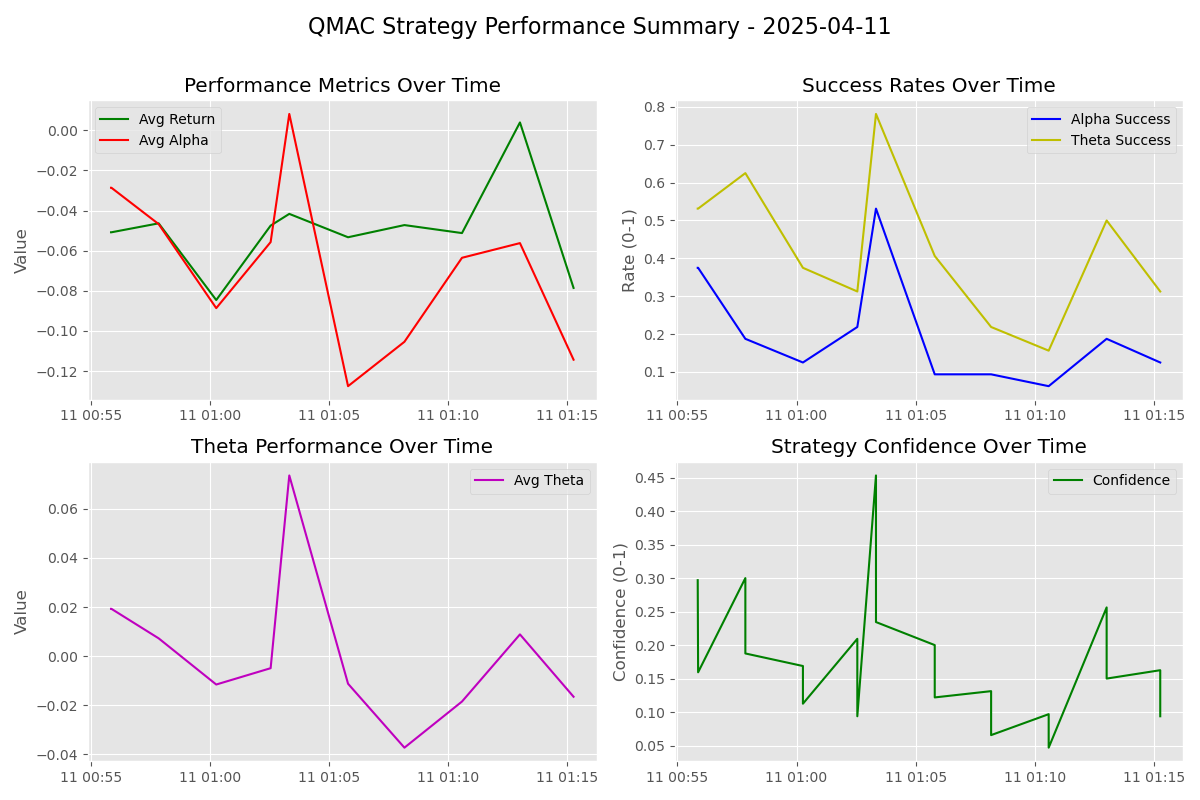 QMAC Strategy Performance Summary - 2025-04-11
Performance Metrics Over Time
Avg Return
Avg Alpha
Value
0.00
−0.02
−0.04
−0.06
−0.08
−0.10
−0.12
11 00:55 11 01:00 11 01:05 11 01:10 11 01:15
Success Rates Over Time
Alpha Success
Theta Success
Rate (0-1)
0.8
0.7
0.6
0.5
0.4
0.3
0.2
0.1
11 00:55 11 01:00 11 01:05 11 01:10 11 01:15
Theta Performance Over Time
Avg Theta
Value
0.06
0.04
0.02
0.00
−0.02
−0.04
11 00:55 11 01:00 11 01:05 11 01:10 11 01:15
Strategy Confidence Over Time
Confidence
Confidence (0-1)
0.45
0.40
0.35
0.30
0.25
0.20
0.15
0.10
0.05
11 00:55 11 01:00 11 01:05 11 01:10 11 01:15